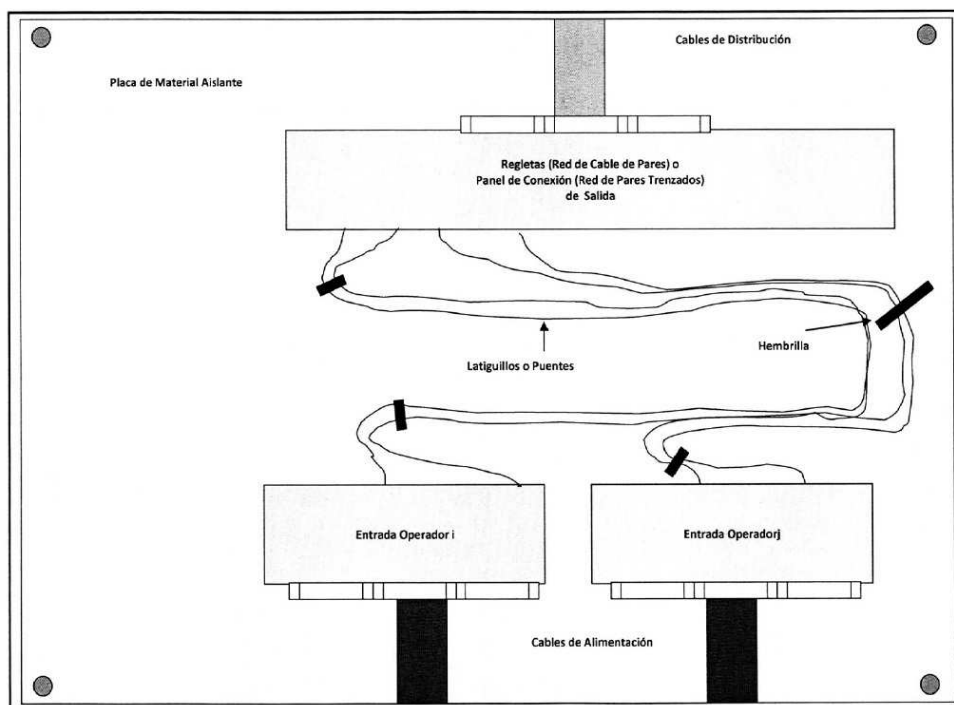 Cables de Distribución
Placa de Material Aislante
Regletas (Red de Cable de Pares) o
Panel de Conexión (Red de Pares Trenzados)
de Salida
Hembrilla
Latiguillos o Puentes
Entrada Operador i
Entrada Operadorj
Cables de Alimentación